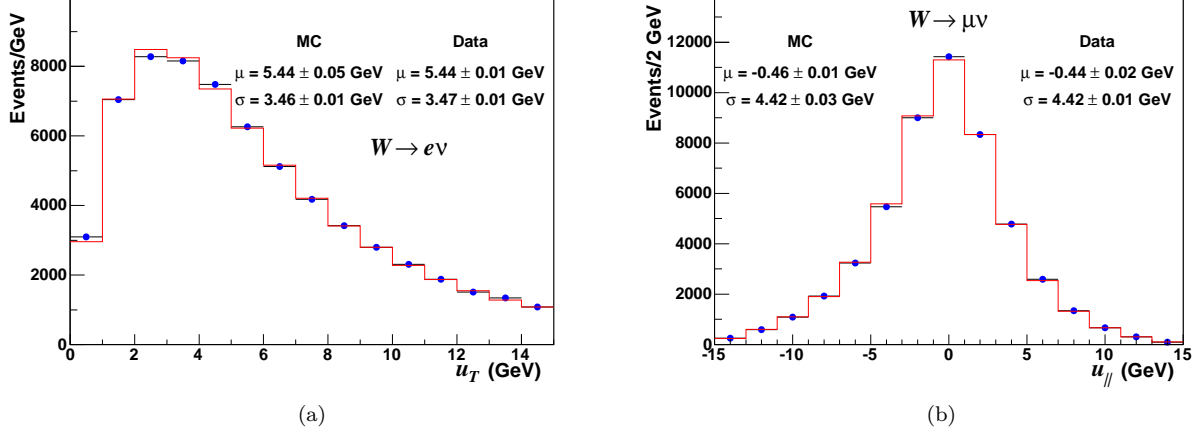 Events/GeV
8000
6000
4000
2000
0
0 2 4 6 8 10 12 14
u_T (GeV)
MC Data
μ = 5.44 ± 0.05 GeV μ = 5.44 ± 0.01 GeV
σ = 3.46 ± 0.01 GeV σ = 3.47 ± 0.01 GeV
W → eν
(a)
Events/2 GeV
12000
10000
8000
6000
4000
2000
0
-15 -10 -5 0 5 10 15
u_// (GeV)
W → μν
MC Data
μ = -0.46 ± 0.01 GeV μ = -0.44 ± 0.02 GeV
σ = 4.42 ± 0.03 GeV σ = 4.42 ± 0.01 GeV
(b)